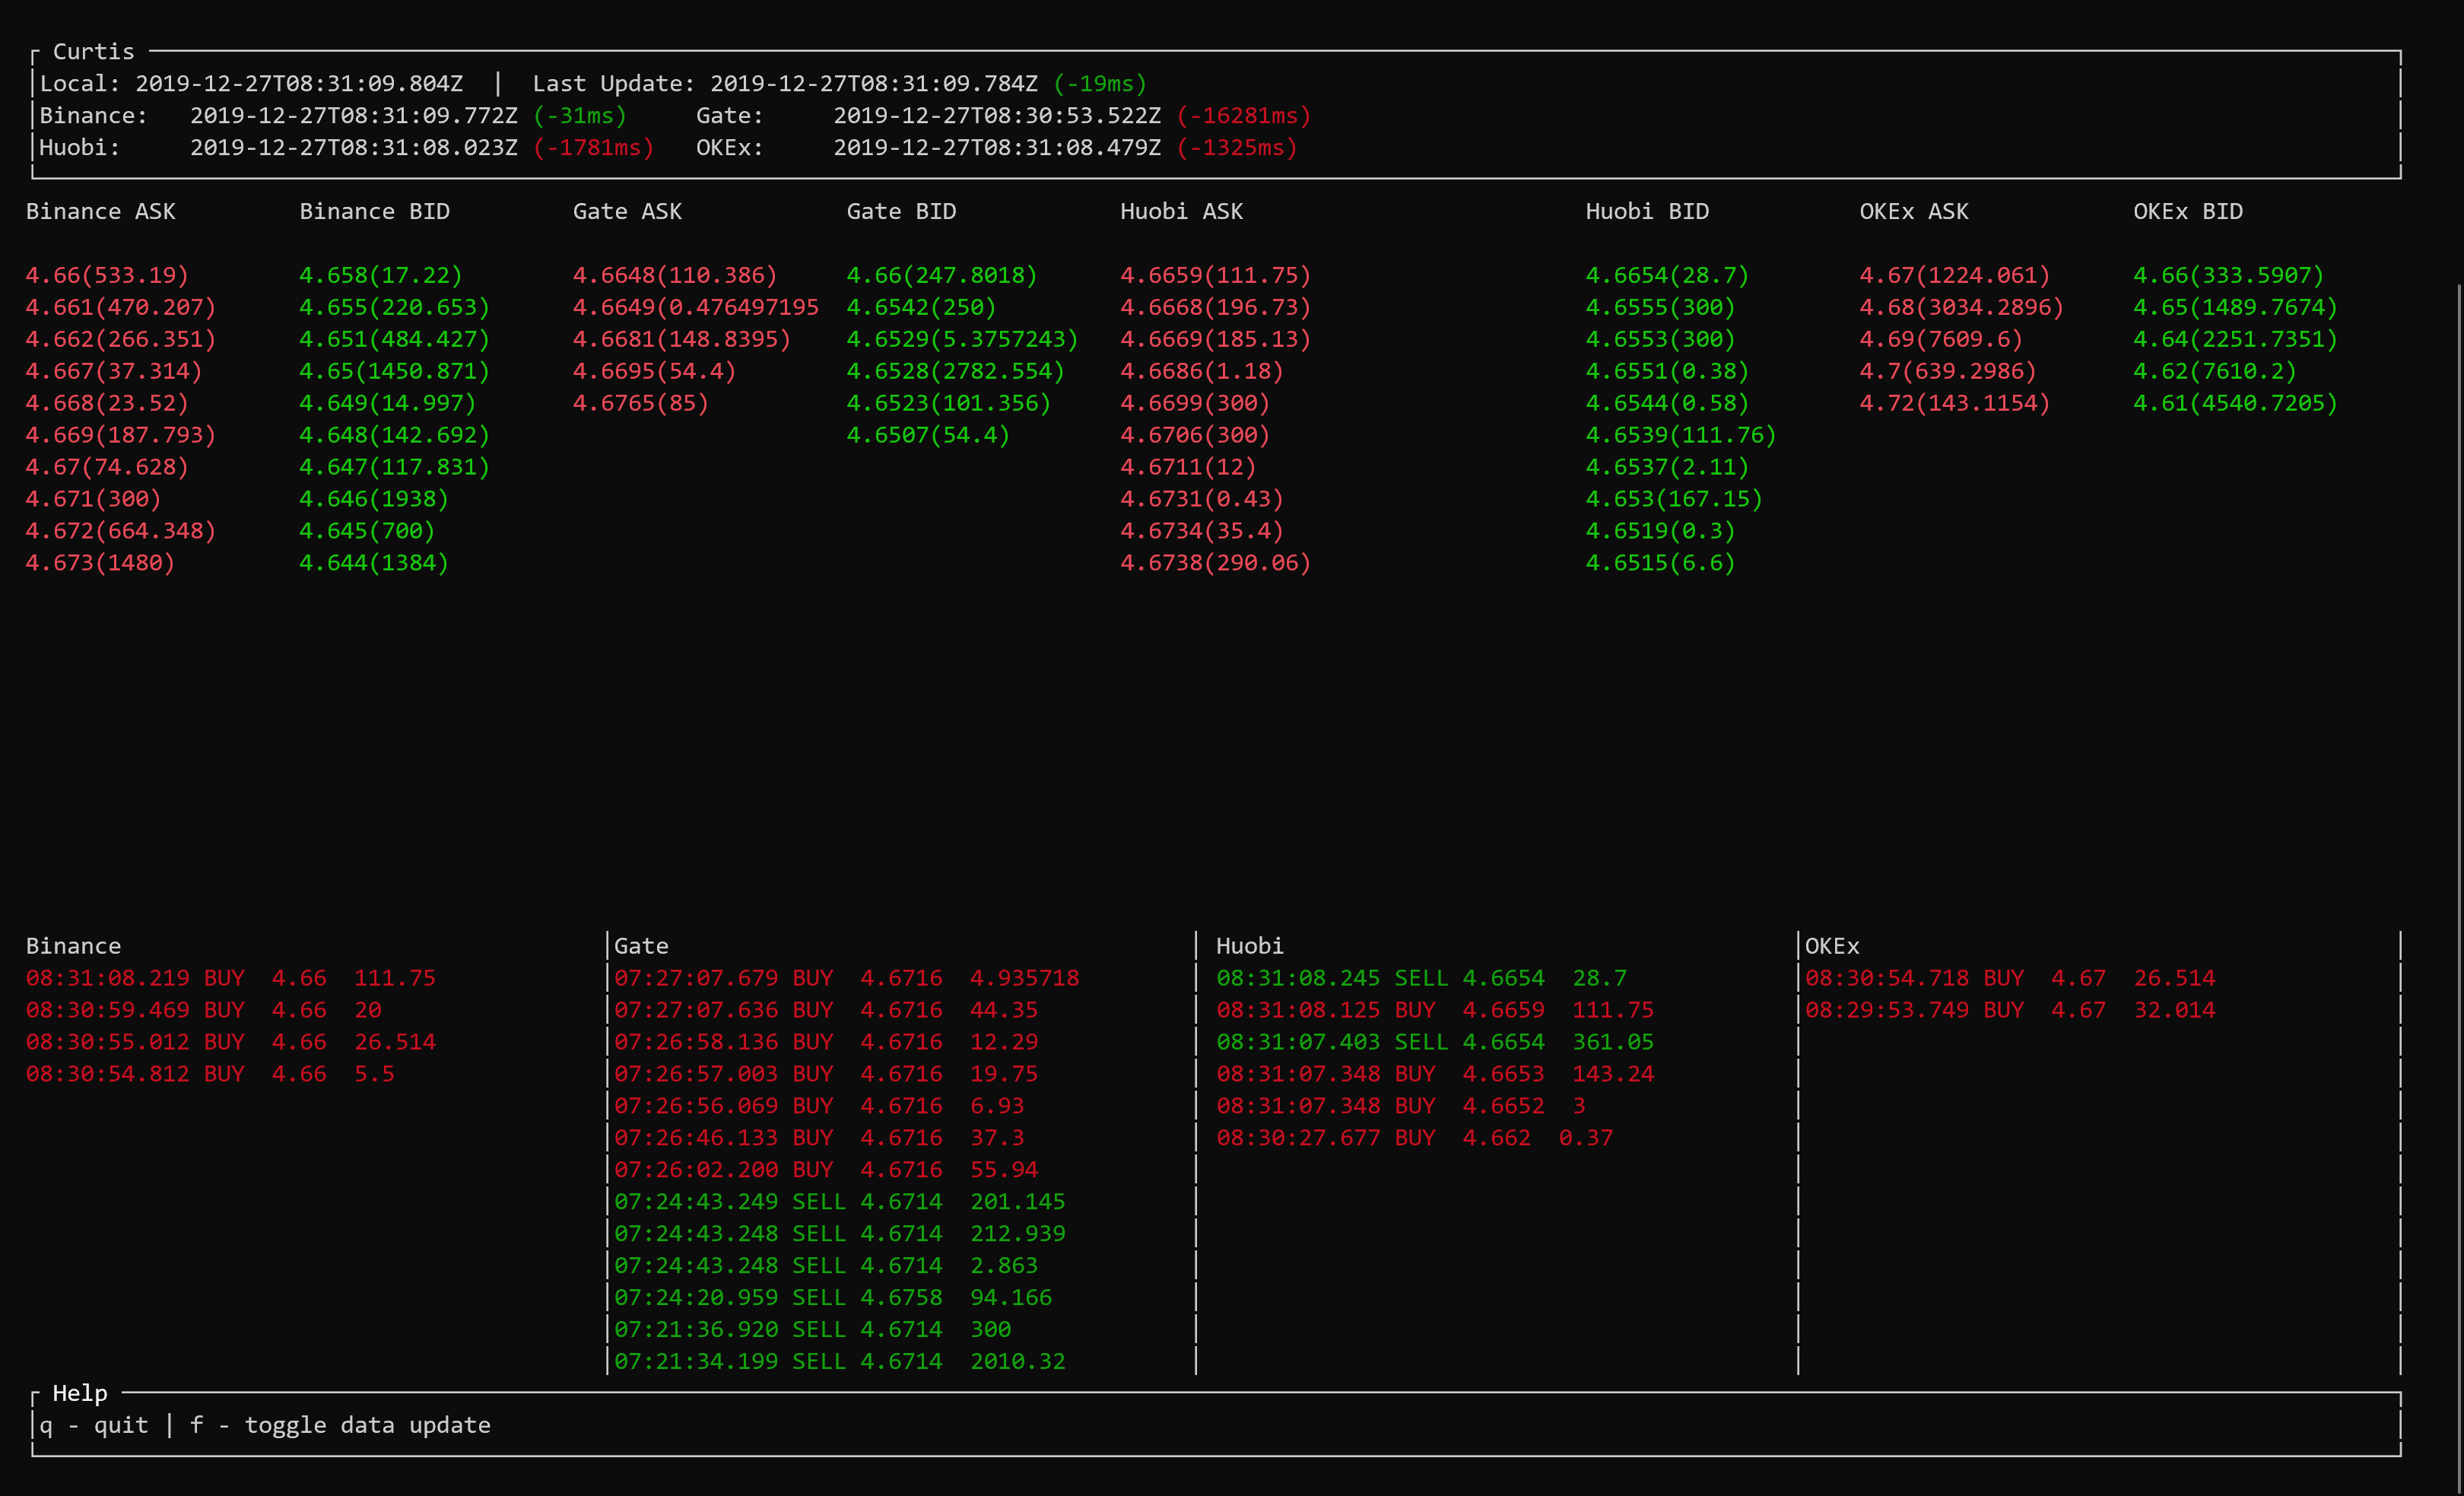 Curtis
Local: 2019-12-27T08:31:09.804Z | Last Update: 2019-12-27T08:31:09.784Z (-19ms)
Binance: 2019-12-27T08:31:09.772Z (-31ms) Gate: 2019-12-27T08:30:53.522Z (-16281ms)
Huobi: 2019-12-27T08:31:08.023Z (-1781ms) OKEx: 2019-12-27T08:31:08.479Z (-1325ms)
Binance ASK Binance BID Gate ASK Gate BID Huobi ASK Huobi BID OKEx ASK OKEx BID
4.66(533.19) 4.658(17.22) 4.6648(110.386) 4.66(247.8018) 4.6659(111.75) 4.6654(28.7) 4.67(1224.061) 4.66(333.5907)
4.661(470.207) 4.655(220.653) 4.6649(0.476497195 4.6542(250) 4.6668(196.73) 4.6555(300) 4.68(3034.2896) 4.65(1489.7674)
4.662(266.351) 4.651(484.427) 4.6681(148.8395) 4.6529(5.3757243) 4.6669(185.13) 4.6553(300) 4.69(7609.6) 4.64(2251.7351)
4.667(37.314) 4.65(1450.871) 4.6695(54.4) 4.6528(2782.554) 4.6686(1.18) 4.6551(0.38) 4.7(639.2986) 4.62(7610.2)
4.668(23.52) 4.649(14.997) 4.6765(85) 4.6523(101.356) 4.6699(300) 4.6544(0.58) 4.72(143.1154) 4.61(4540.7205)
4.669(187.793) 4.648(142.692) 4.6507(54.4) 4.6706(300) 4.6539(111.76)
4.67(74.628) 4.647(117.831) 4.6711(12) 4.6537(2.11)
4.671(300) 4.646(1938) 4.6731(0.43) 4.653(167.15)
4.672(664.348) 4.645(700) 4.6734(35.4) 4.6519(0.3)
4.673(1480) 4.644(1384) 4.6738(290.06) 4.6515(6.6)
Binance Gate Huobi OKEx
08:31:08.219 BUY 4.66 111.75 07:27:07.679 BUY 4.6716 4.935718 08:31:08.245 SELL 4.6654 28.7 08:30:54.718 BUY 4.67 26.514
08:30:59.469 BUY 4.66 20 07:27:07.636 BUY 4.6716 44.35 08:31:08.125 BUY 4.6659 111.75 08:29:53.749 BUY 4.67 32.014
08:30:55.012 BUY 4.66 26.514 07:26:58.136 BUY 4.6716 12.29 08:31:07.403 SELL 4.6654 361.05
08:30:54.812 BUY 4.66 5.5 07:26:57.003 BUY 4.6716 19.75 08:31:07.348 BUY 4.6653 143.24
07:26:56.069 BUY 4.6716 6.93 08:31:07.348 BUY 4.6652 3
07:26:46.133 BUY 4.6716 37.3 08:30:27.677 BUY 4.662 0.37
07:26:02.200 BUY 4.6716 55.94
07:24:43.249 SELL 4.6714 201.145
07:24:43.248 SELL 4.6714 212.939
07:24:43.248 SELL 4.6714 2.863
07:24:20.959 SELL 4.6758 94.166
07:21:36.920 SELL 4.6714 300
07:21:34.199 SELL 4.6714 2010.32
Help
q - quit | f - toggle data update